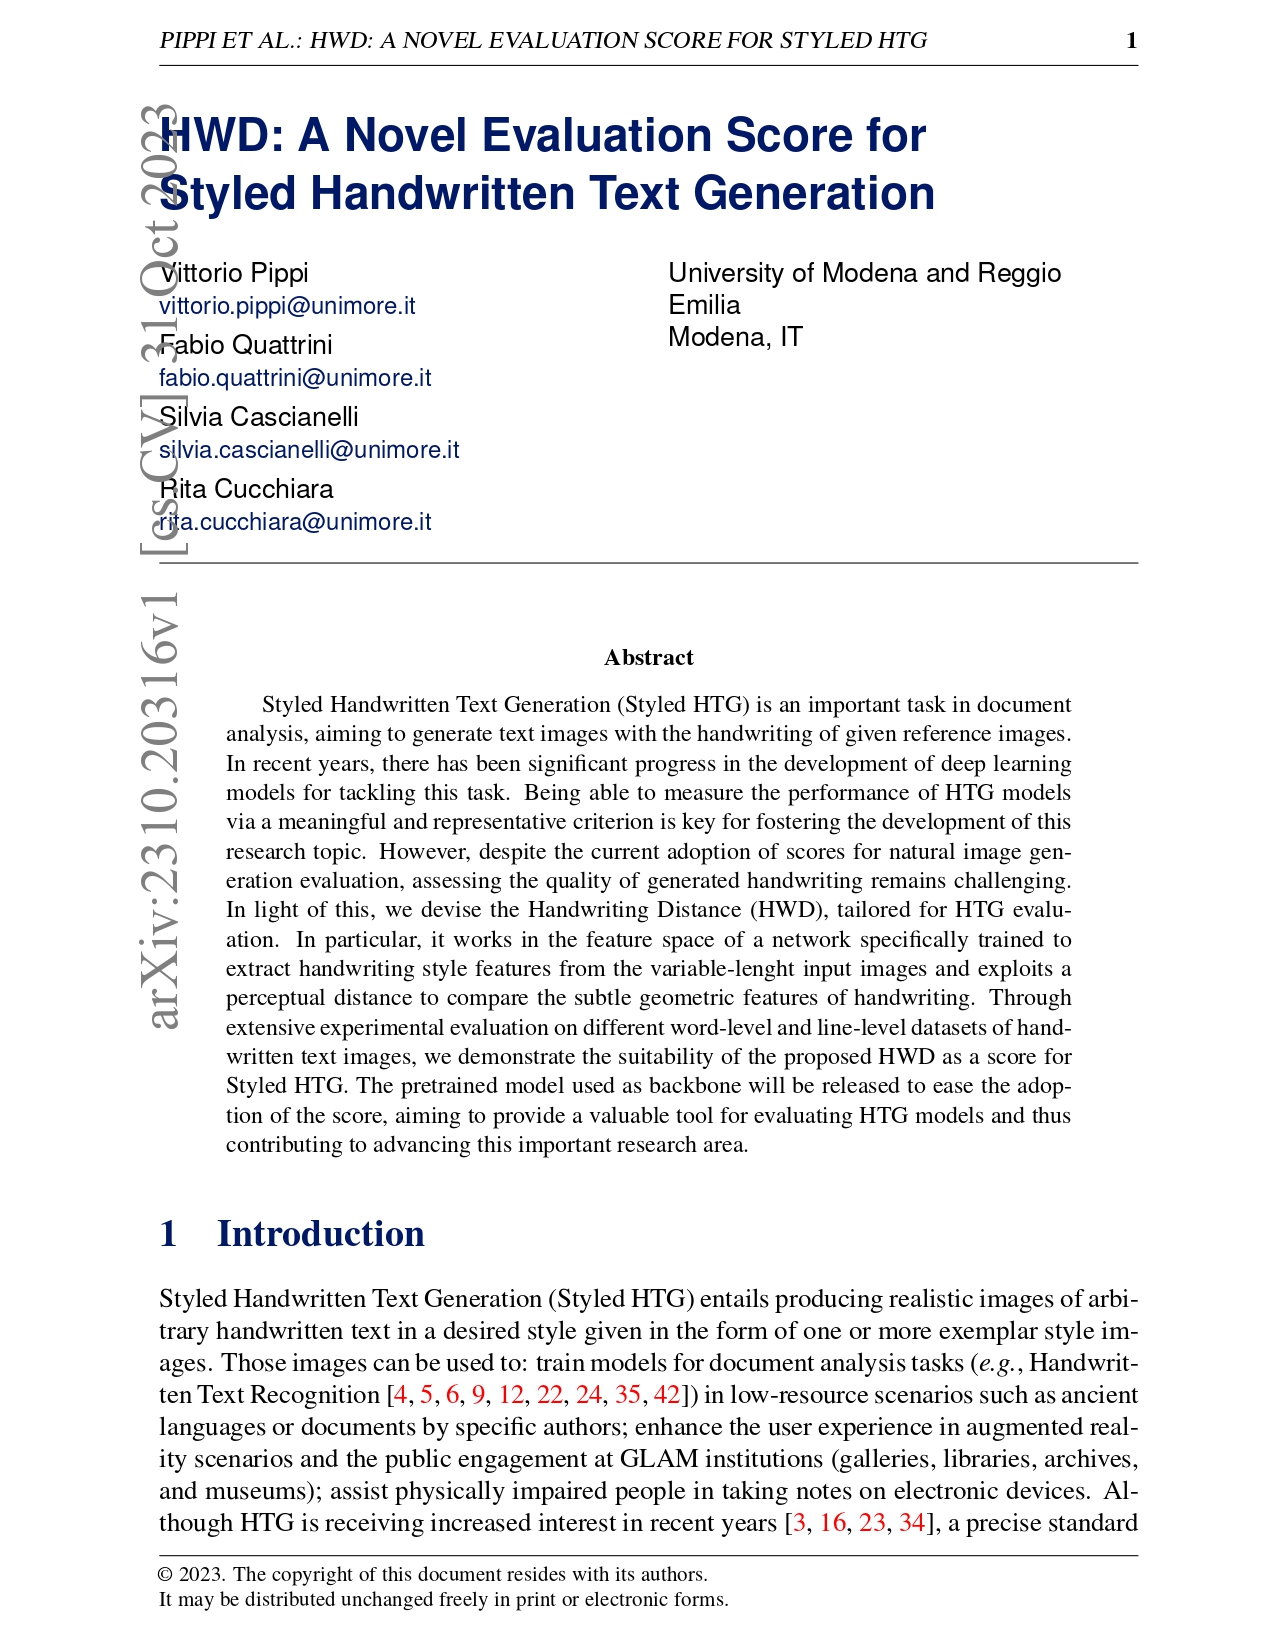 PIPPI ET AL.: HWD: A NOVEL EVALUATION SCORE FOR STYLED HTG 1
HWD: A Novel Evaluation Score for
Styled Handwritten Text Generation
Vittorio Pippi
vittorio.pippi@unimore.it
Fabio Quattrini
fabio.quattrini@unimore.it
Silvia Cascianelli
silvia.cascianelli@unimore.it
Rita Cucchiara
rita.cucchiara@unimore.it
University of Modena and Reggio
Emilia
Modena, IT
arXiv:2310.20316v1 [cs.CV] 31 Oct 2023
Abstract
Styled Handwritten Text Generation (Styled HTG) is an important task in document
analysis, aiming to generate text images with the handwriting of given reference images.
In recent years, there has been significant progress in the development of deep learning
models for tackling this task. Being able to measure the performance of HTG models
via a meaningful and representative criterion is key for fostering the development of this
research topic. However, despite the current adoption of scores for natural image gen-
eration evaluation, assessing the quality of generated handwriting remains challenging.
In light of this, we devise the Handwriting Distance (HWD), tailored for HTG evalu-
ation. In particular, it works in the feature space of a network specifically trained to
extract handwriting style features from the variable-lenght input images and exploits a
perceptual distance to compare the subtle geometric features of handwriting. Through
extensive experimental evaluation on different word-level and line-level datasets of hand-
written text images, we demonstrate the suitability of the proposed HWD as a score for
Styled HTG. The pretrained model used as backbone will be released to ease the adop-
tion of the score, aiming to provide a valuable tool for evaluating HTG models and thus
contributing to advancing this important research area.
1 Introduction
Styled Handwritten Text Generation (Styled HTG) entails producing realistic images of arbi-
trary handwritten text in a desired style given in the form of one or more exemplar style im-
ages. Those images can be used to: train models for document analysis tasks (e.g., Handwrit-
ten Text Recognition [4, 5, 6, 9, 12, 22, 24, 35, 42]) in low-resource scenarios such as ancient
languages or documents by specific authors; enhance the user experience in augmented real-
ity scenarios and the public engagement at GLAM institutions (galleries, libraries, archives,
and museums); assist physically impaired people in taking notes on electronic devices. Al-
though HTG is receiving increased interest in recent years [3, 16, 23, 34], a precise standard
© 2023. The copyright of this document resides with its authors.
It may be distributed unchanged freely in print or electronic forms.